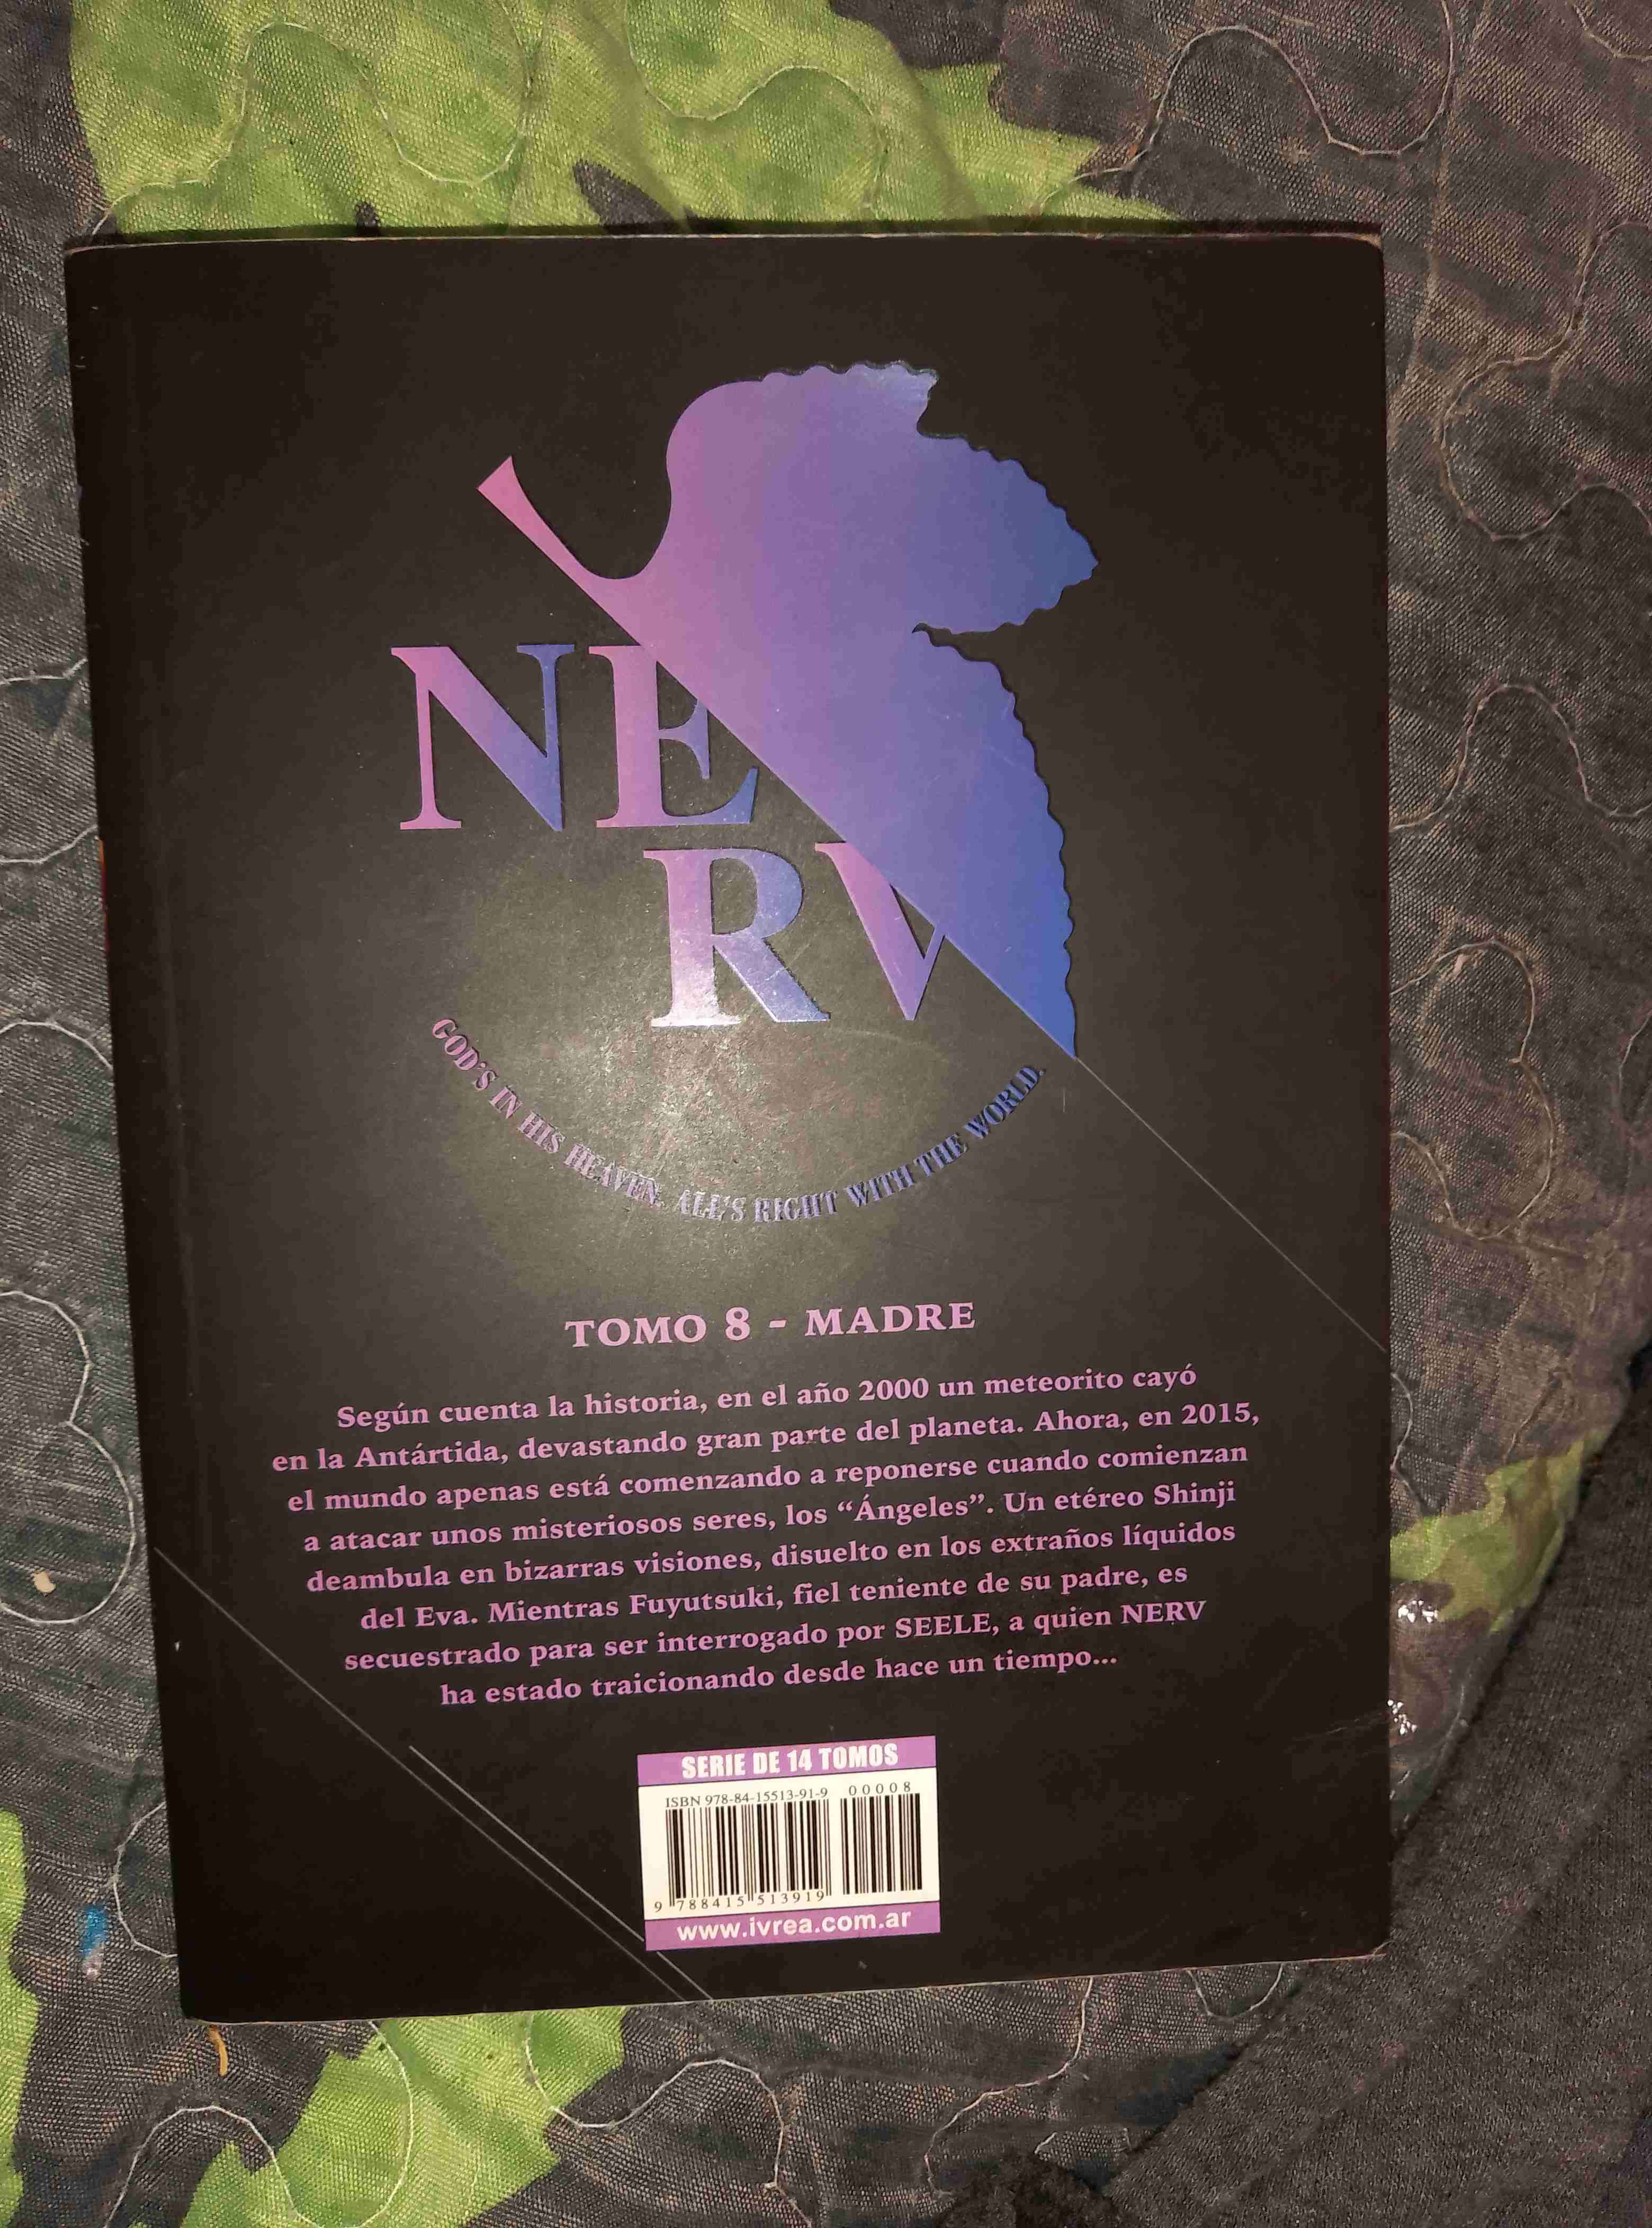 NE
RV
GOD'S IN HIS HEAVEN. ALL'S RIGHT WITH THE WORLD.
TOMO 8 - MADRE
Según cuenta la historia, en el año 2000 un meteorito cayó
en la Antártida, devastando gran parte del planeta. Ahora, en 2015,
el mundo apenas está comenzando a reponerse cuando comienzan
a atacar unos misteriosos seres, los “Ángeles”. Un etéreo Shinji
deambula en bizarras visiones, disuelto en los extraños líquidos
del Eva. Mientras Fuyutsuki, fiel teniente de su padre, es
secuestrado para ser interrogado por SEELE, a quien NERV
ha estado traicionando desde hace un tiempo...
SERIE DE 14 TOMOS
ISBN 978-84-15513-91-9 00008
9 788415 513919
www.ivrea.com.ar